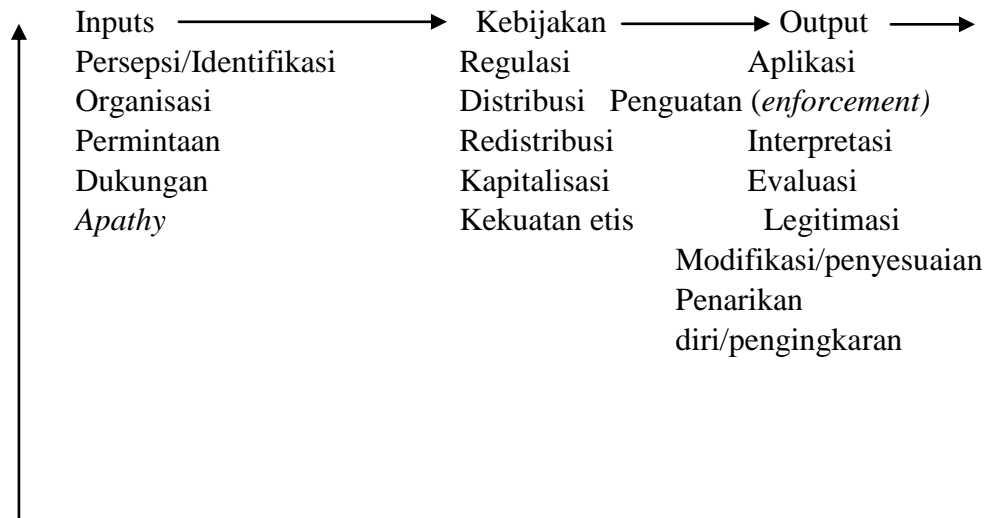 Inputs Kebijakan Output
Persepsi/Identifikasi Regulasi Aplikasi
Organisasi Distribusi Penguatan (enforcement)
Permintaan Redistribusi Interpretasi
Dukungan Kapitalisasi Evaluasi
Apathy Kekuatan etis Legitimasi
Modifikasi/penyesuaian
Penarikan
diri/pengingkaran